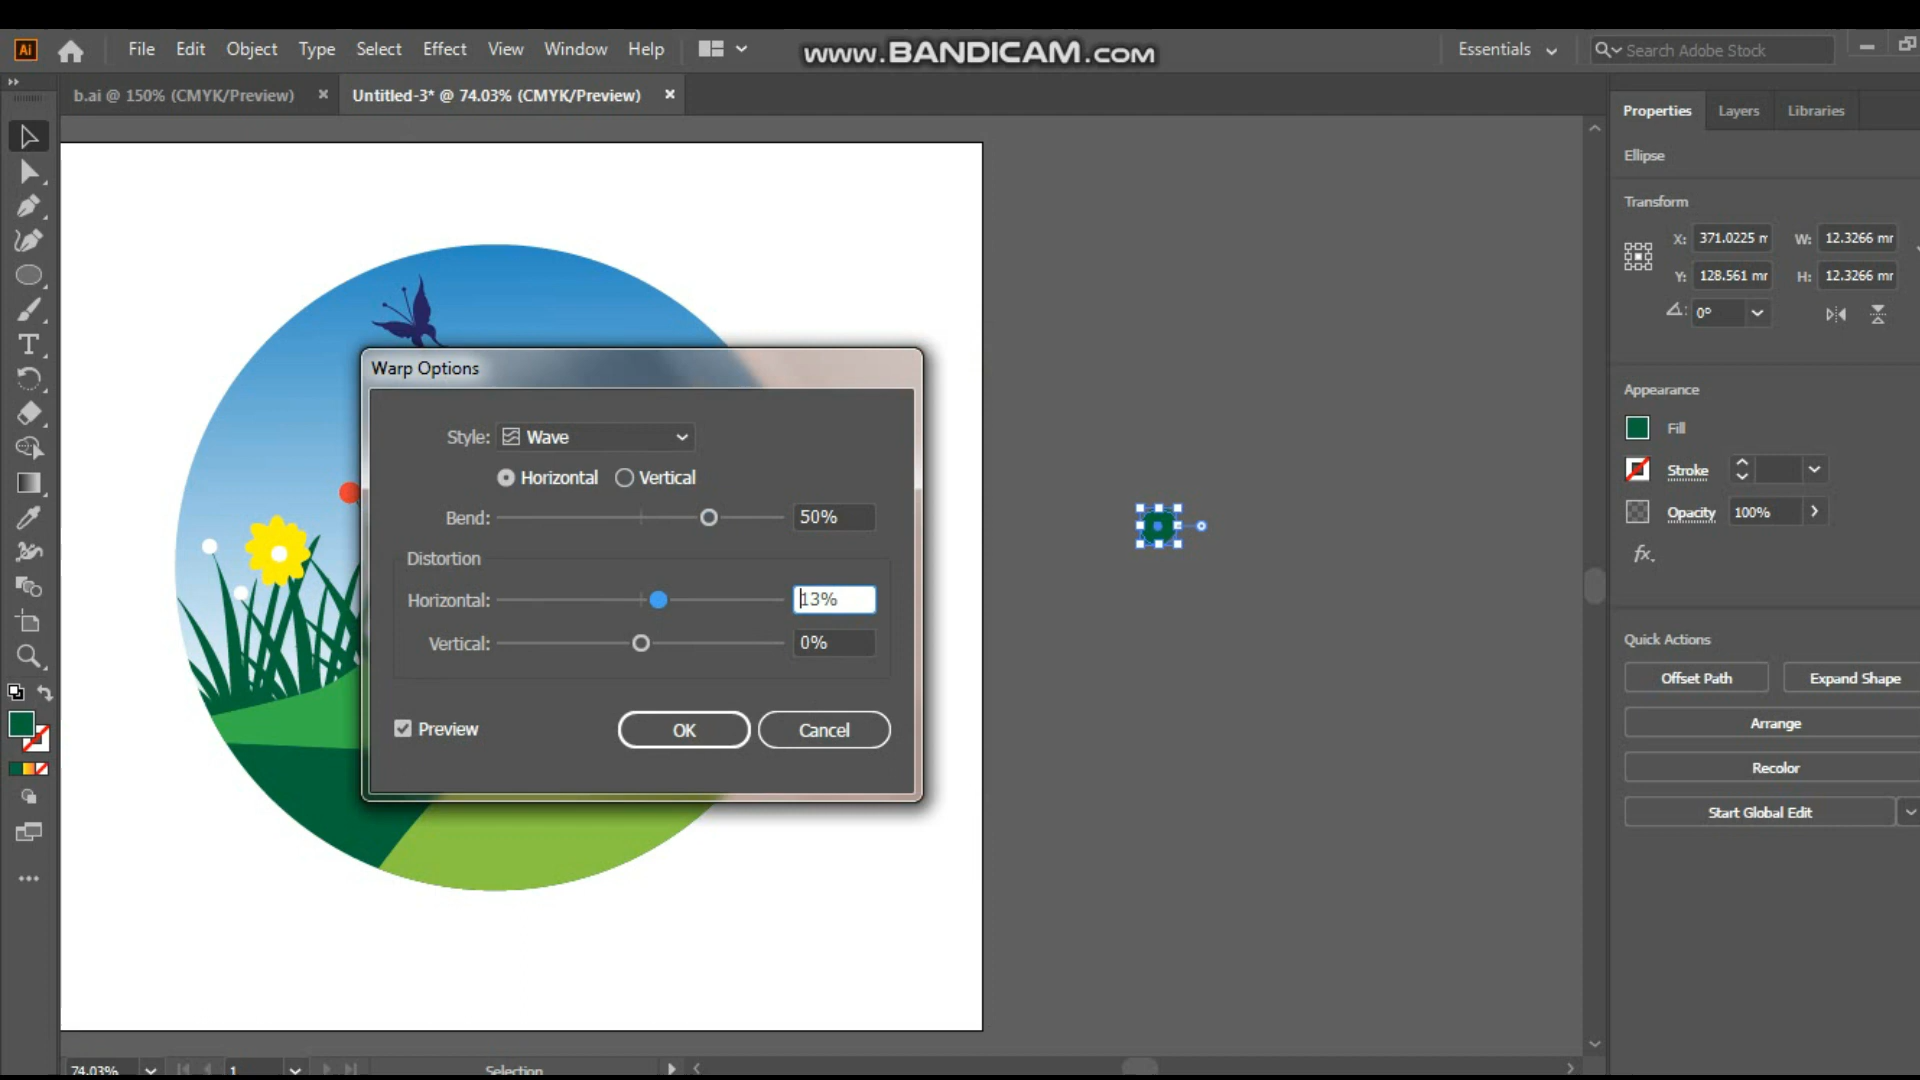 Ai File Edit Object Type Select Effect View Window Help www.BANDICAM.com Essentials Search Adobe Stock
b.ai @ 150% (CMYK/Preview) × Untitled-3* @ 74.03% (CMYK/Preview) ×
Properties Layers Libraries
Ellipse
Transform
X: 371.0225 m W: 12.3266 mm
Y: 128.561 mm H: 12.3266 mm
0°
Appearance
Fill
Stroke
Opacity 100%
fx.
Quick Actions
Offset Path Expand Shape
Arrange
Recolor
Start Global Edit
Warp Options
Style: Wave
Horizontal Vertical
Bend: 50%
Distortion
Horizontal: 13%
Vertical: 0%
Preview OK Cancel
74.03% 1 Selection